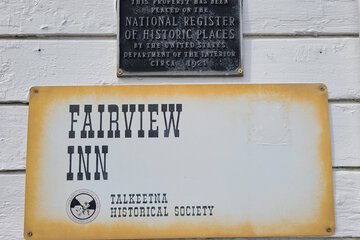 THIS PROPERTY HAS BEEN
PLACED ON THE
NATIONAL REGISTER
OF HISTORIC PLACES
BY THE UNITED STATES
DEPARTMENT OF THE INTERIOR
CIRCA 1921
FAIRVIEW
INN
TALKEETNA
HISTORICAL SOCIETY